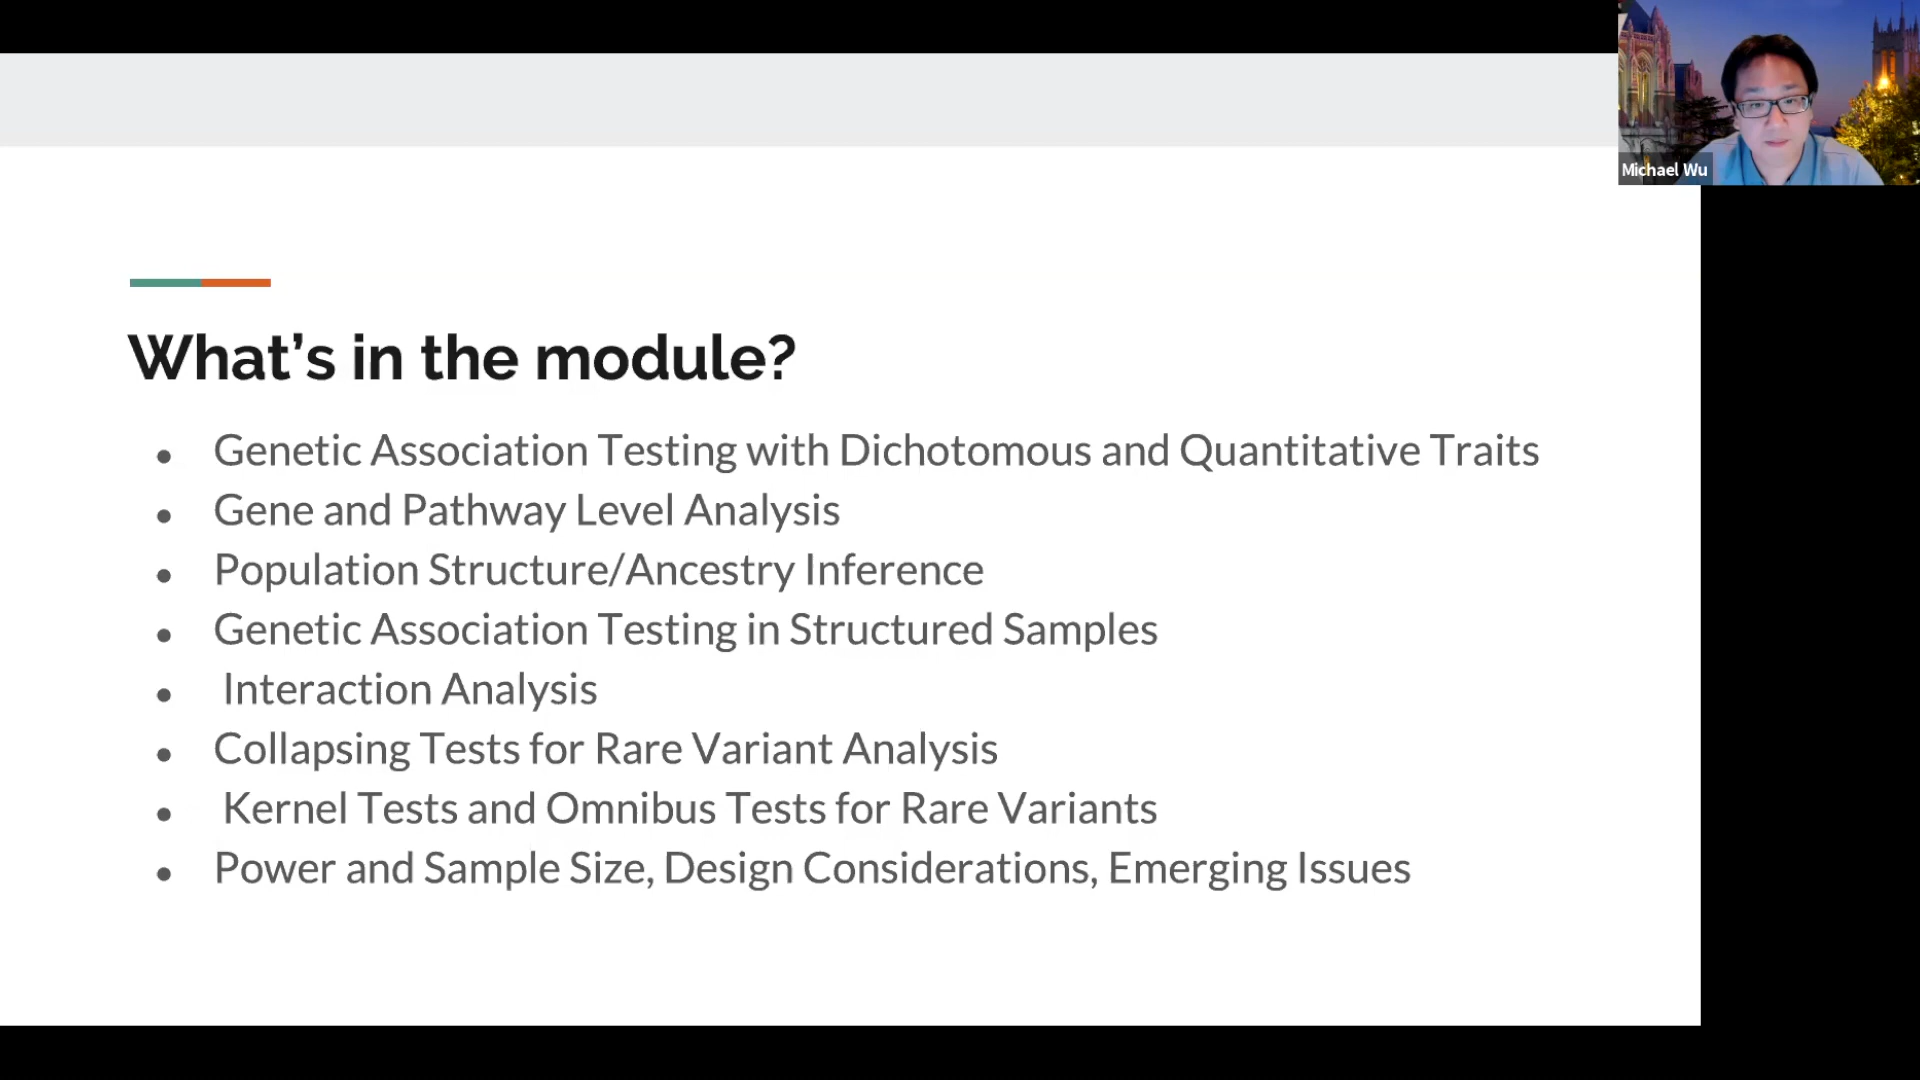 Michael Wu
What’s in the module?
● Genetic Association Testing with Dichotomous and Quantitative Traits
● Gene and Pathway Level Analysis
● Population Structure/Ancestry Inference
● Genetic Association Testing in Structured Samples
● Interaction Analysis
● Collapsing Tests for Rare Variant Analysis
● Kernel Tests and Omnibus Tests for Rare Variants
● Power and Sample Size, Design Considerations, Emerging Issues